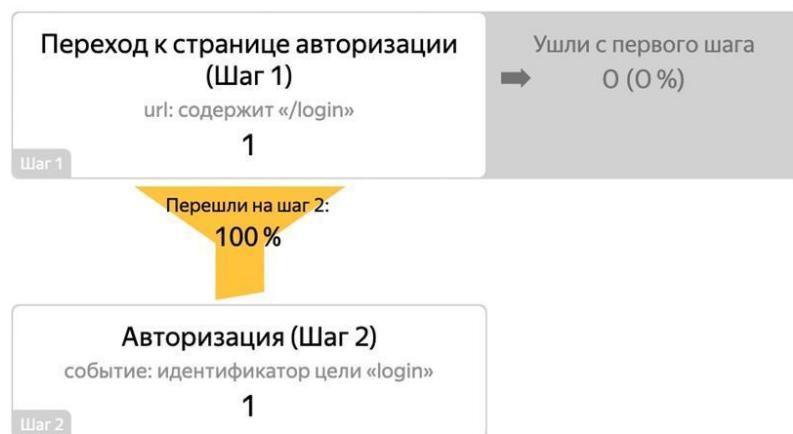 Переход к странице авторизации
(Шаг 1)
url: содержит «/login»
1
Шаг 1
Ушли с первого шага
0 (0 %)
Перешли на шаг 2:
100 %
Авторизация (Шаг 2)
событие: идентификатор цели «login»
1
Шаг 2